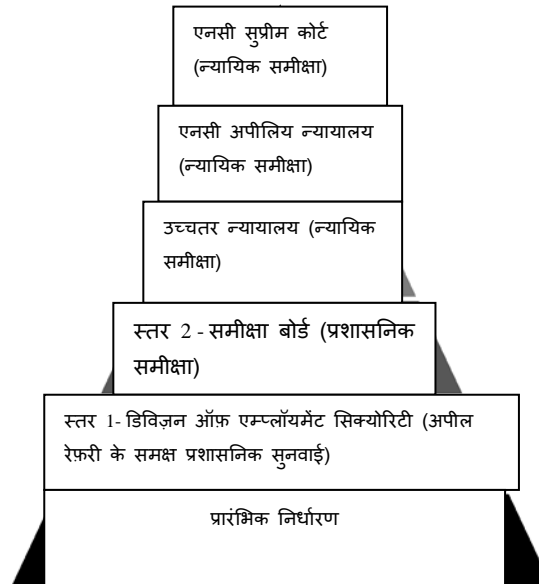 एनसी सुप्रीम कोर्ट
(न्यायिक समीक्षा)
एनसी अपीलिय न्यायालय
(न्यायिक समीक्षा)
उच्चतर न्यायालय (न्यायिक
समीक्षा)
स्तर 2 - समीक्षा बोर्ड (प्रशासनिक
समीक्षा)
स्तर 1- डिविज़न ऑफ़ एम्प्लॉयमेंट सिक्योरिटी (अपील
रेफ़री के समक्ष प्रशासनिक सुनवाई)
प्रारंभिक निर्धारण